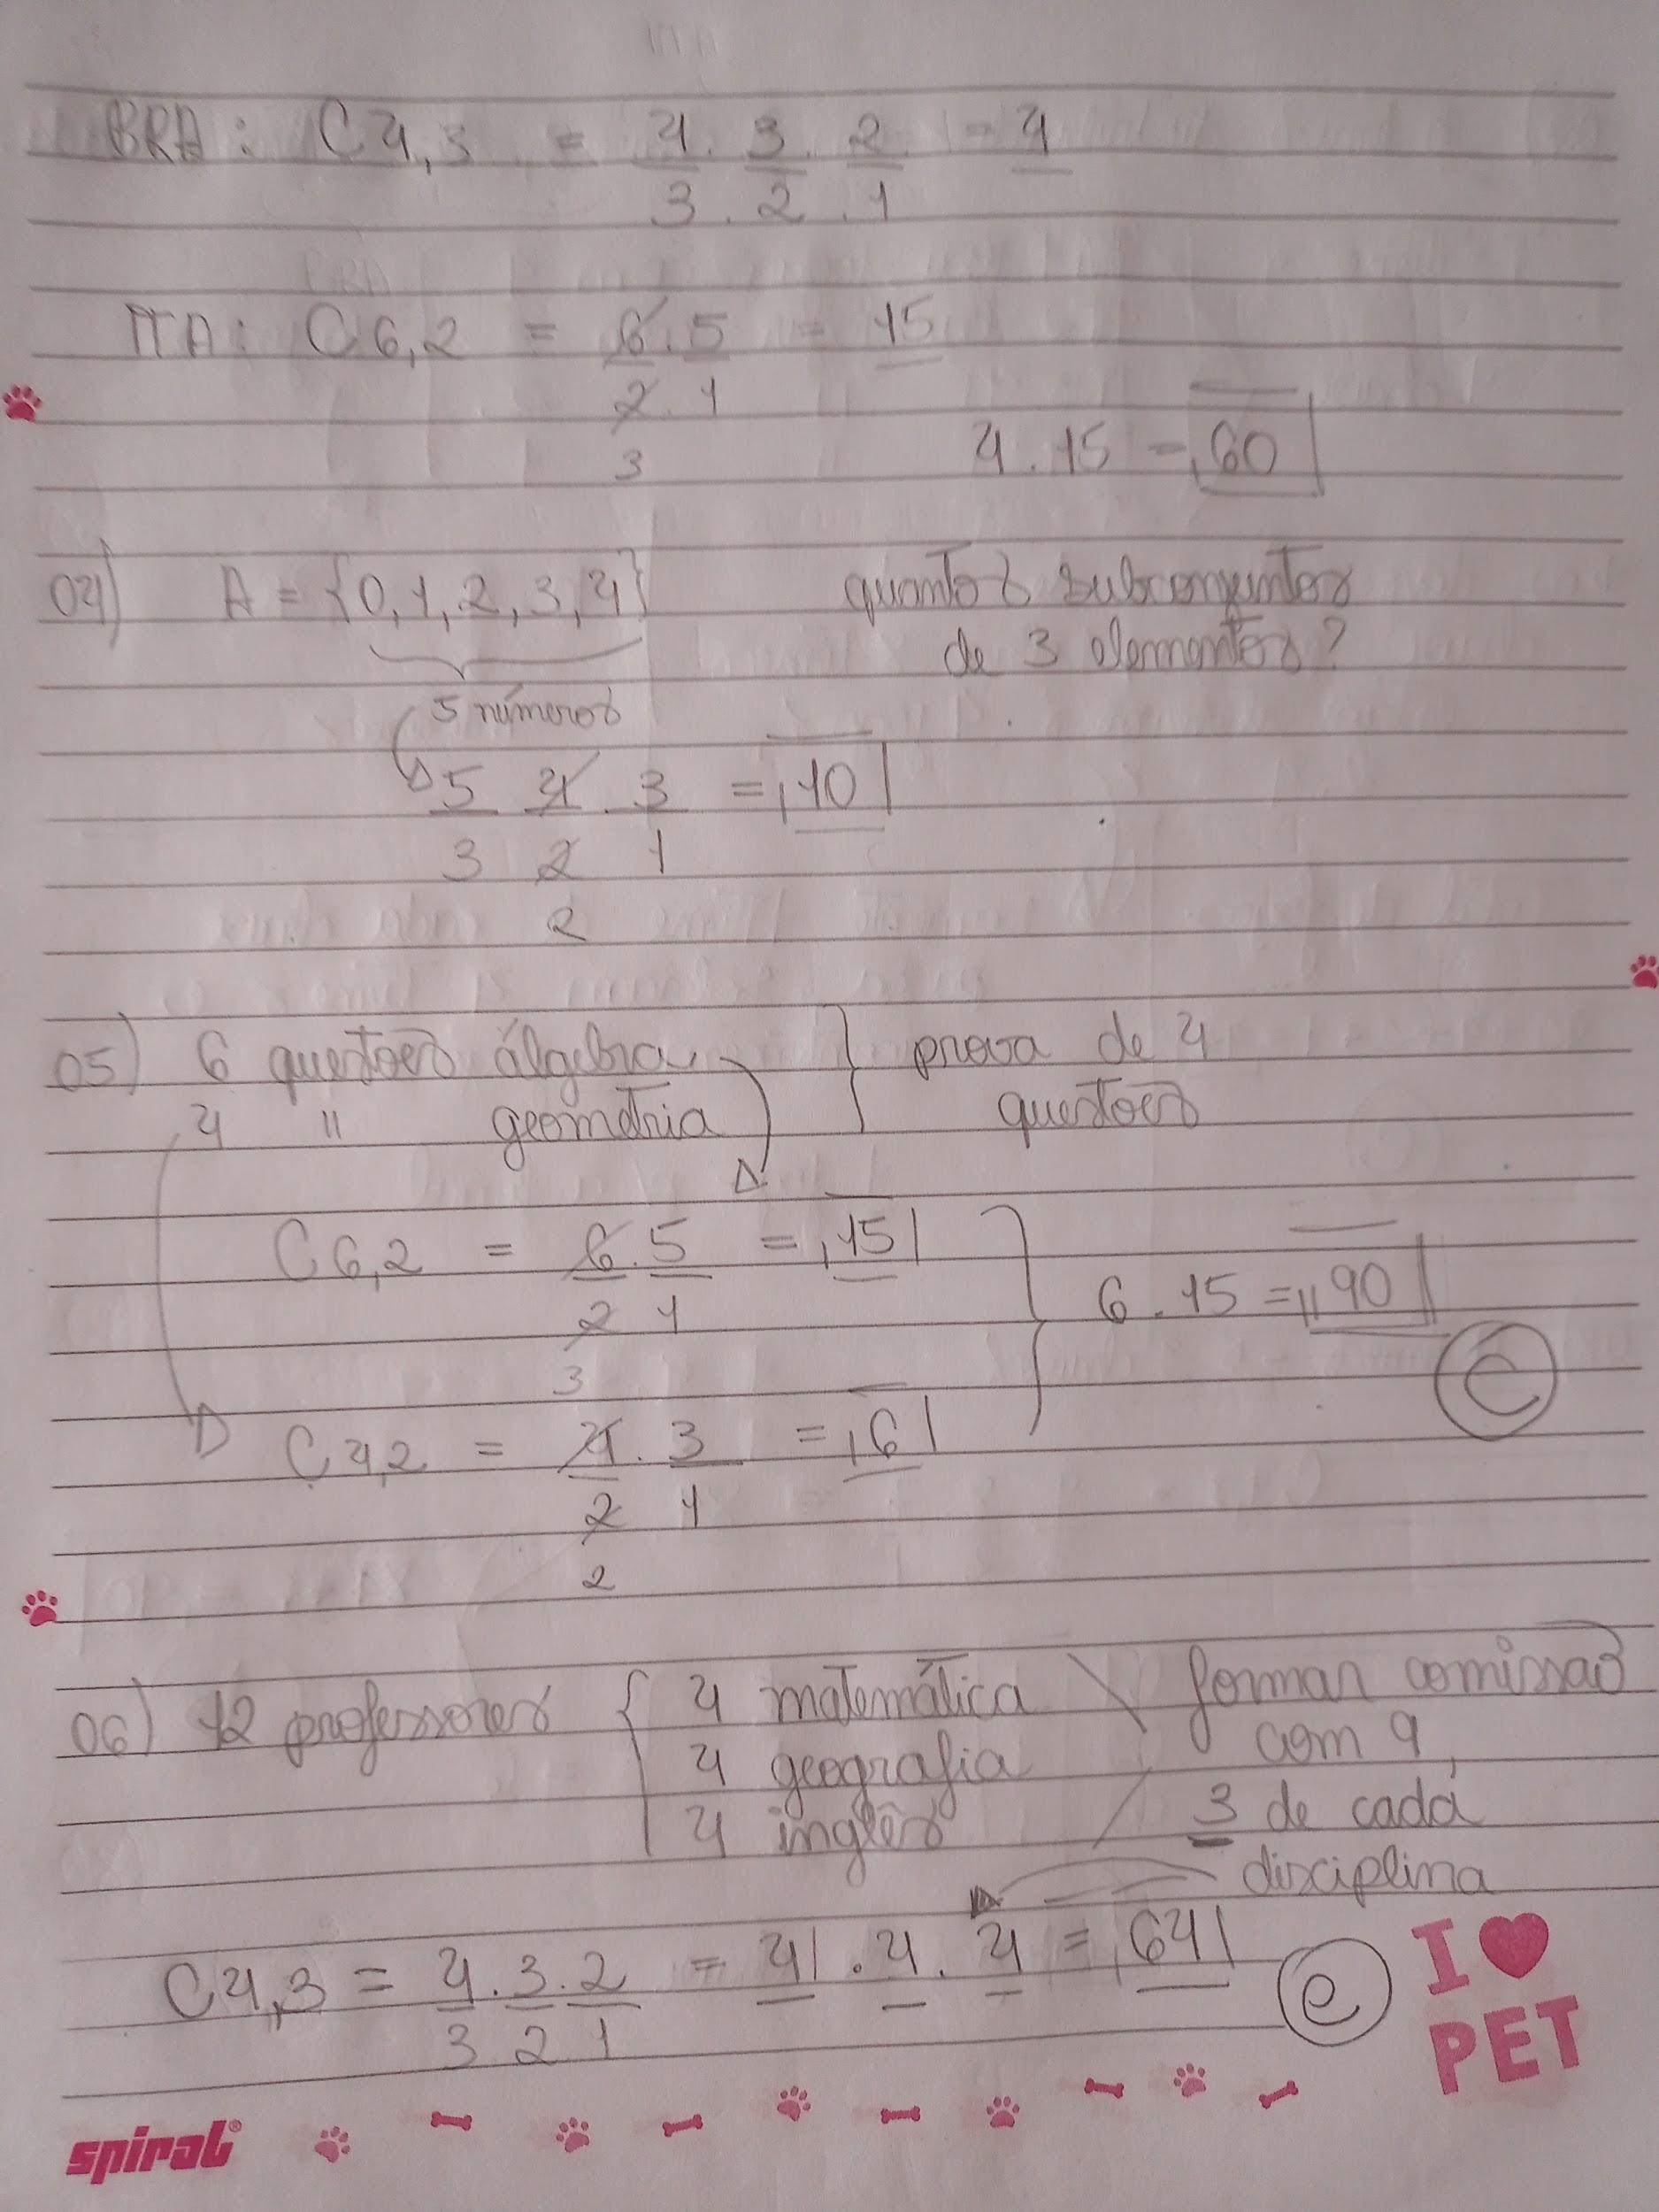 BRA: C4,3 = 4. 3. 2 = 4
3. 2. 1
ITA: C6,2 = 6. 5 = 15
2. 1
3
4. 15 = 60
04) A = {0, 1, 2, 3, 4} quantos subconjuntos
de 3 elementos?
5 números
5 4. 3 = 10
3 2 1
2
05) 6 questões álgebra } prova de 4
4 " geometria questões
C6,2 = 6. 5 = 15
2 1
3
6. 15 = 90
C
C4,2 = 4. 3 = 6
2 1
2
06) 12 professores { 4 matemática formar comissão
4 geografia com 9,
4 inglês 3 de cada
disciplina
C4,3 = 4. 3. 2 = 4. 4. 4 = 64 e
3 2 1
I ♥
PET
spiral®